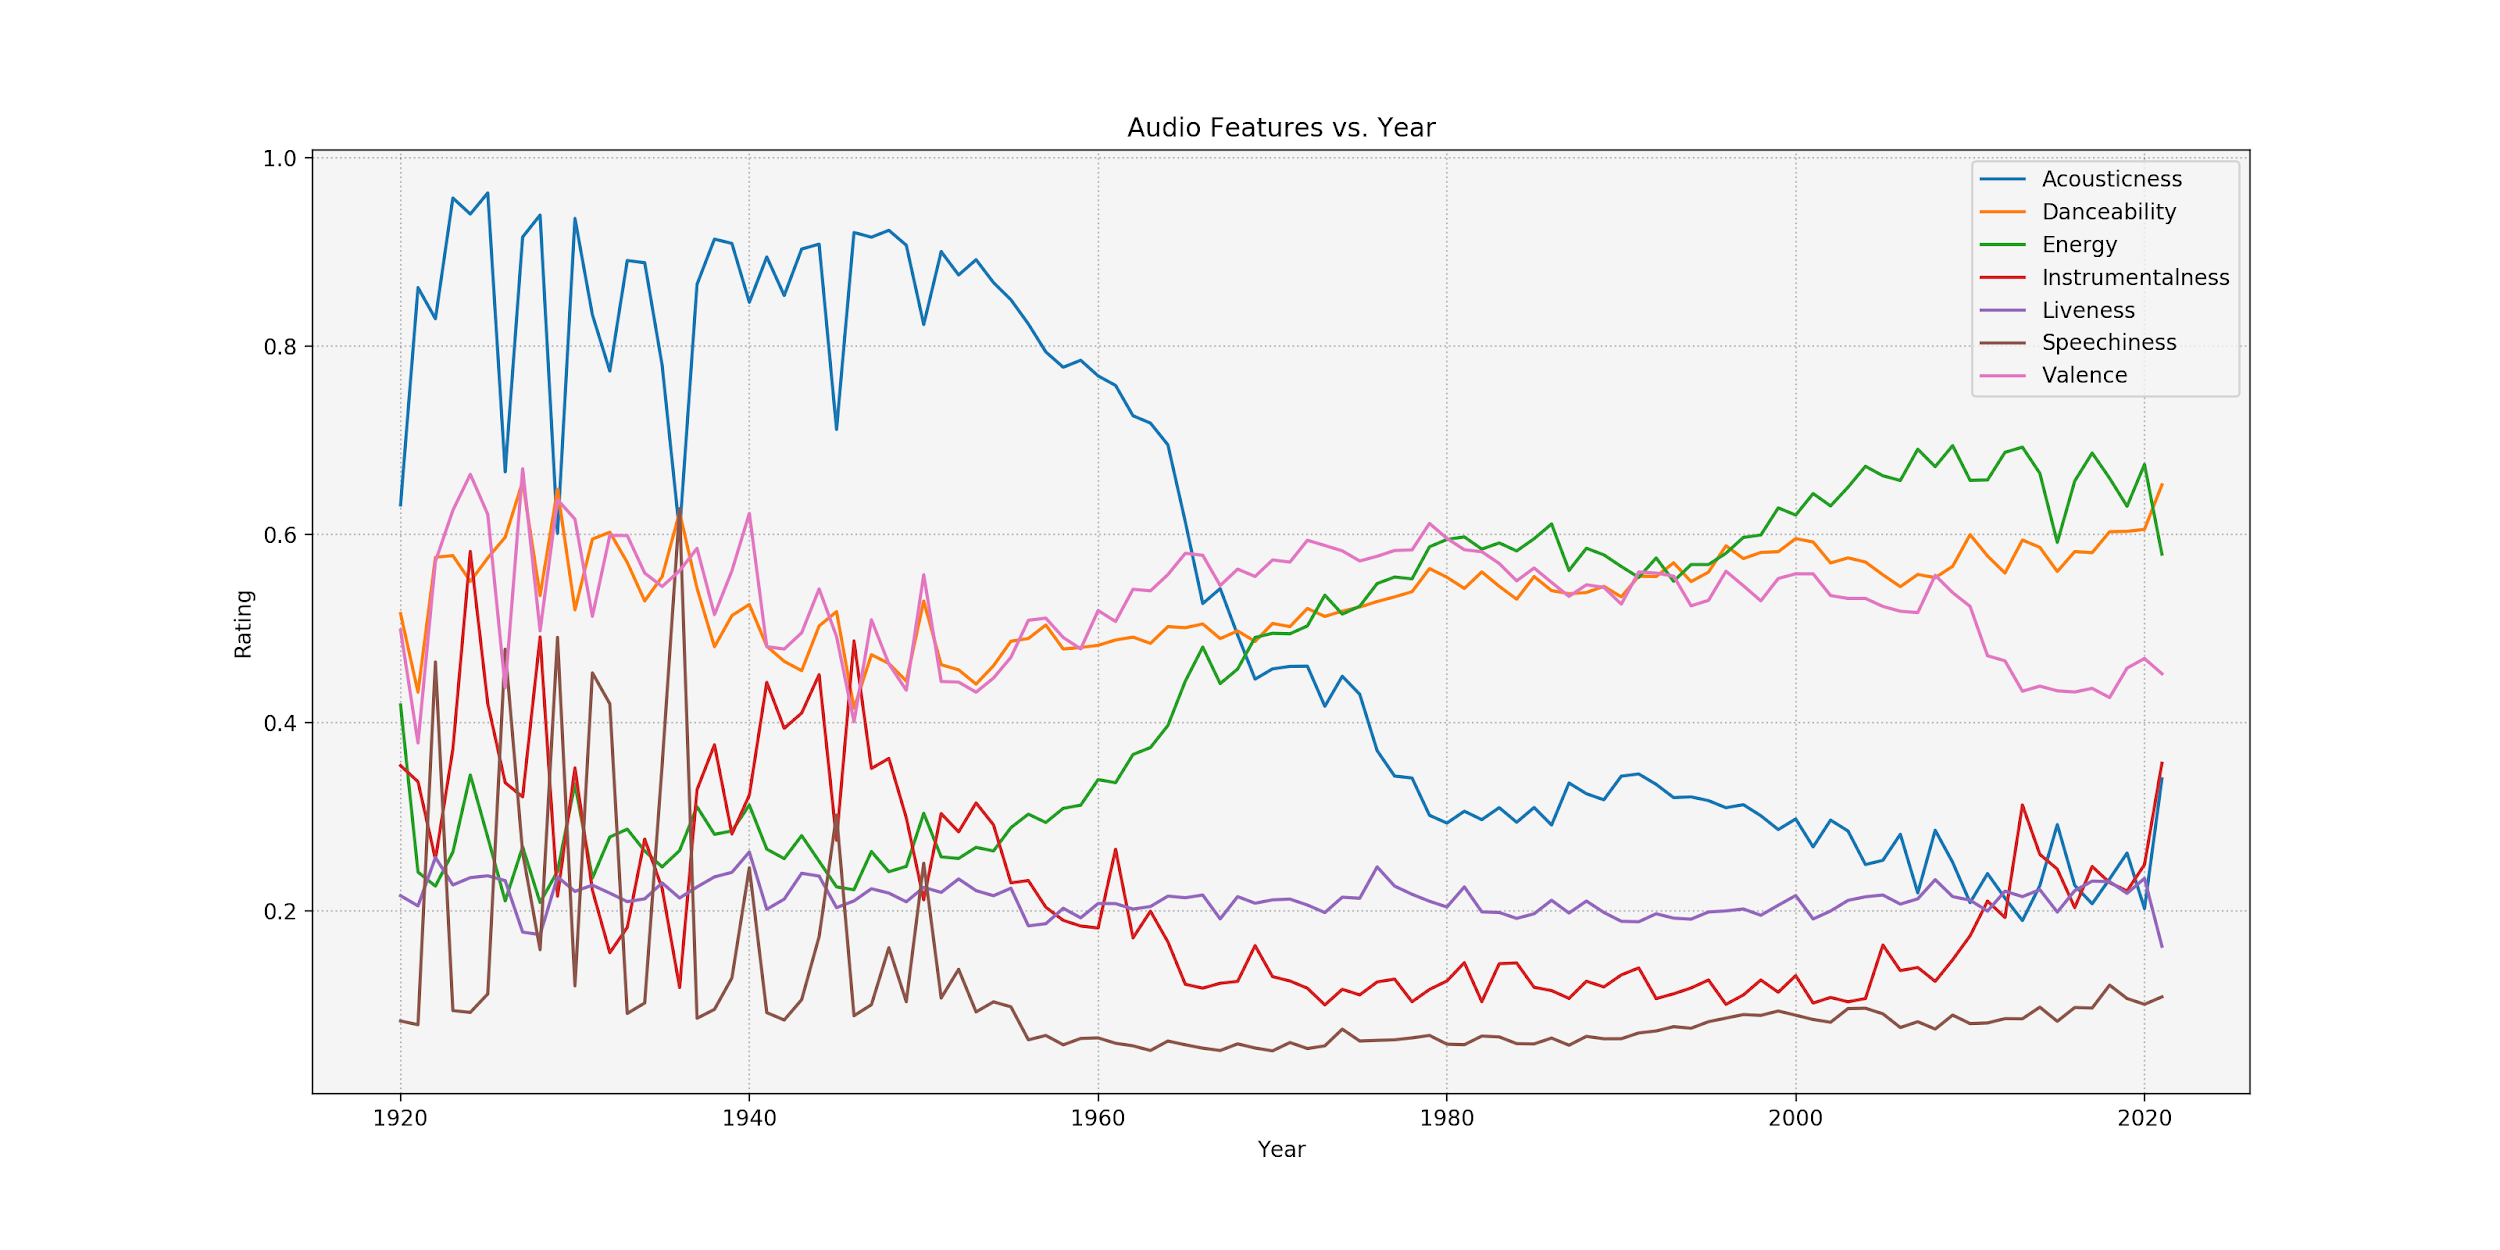 Audio Features vs. Year
1.0
0.8
0.6
0.4
0.2
Rating
Acousticness
Danceability
Energy
Instrumentalness
Liveness
Speechiness
Valence
1920 1940 1960 1980 2000 2020
Year